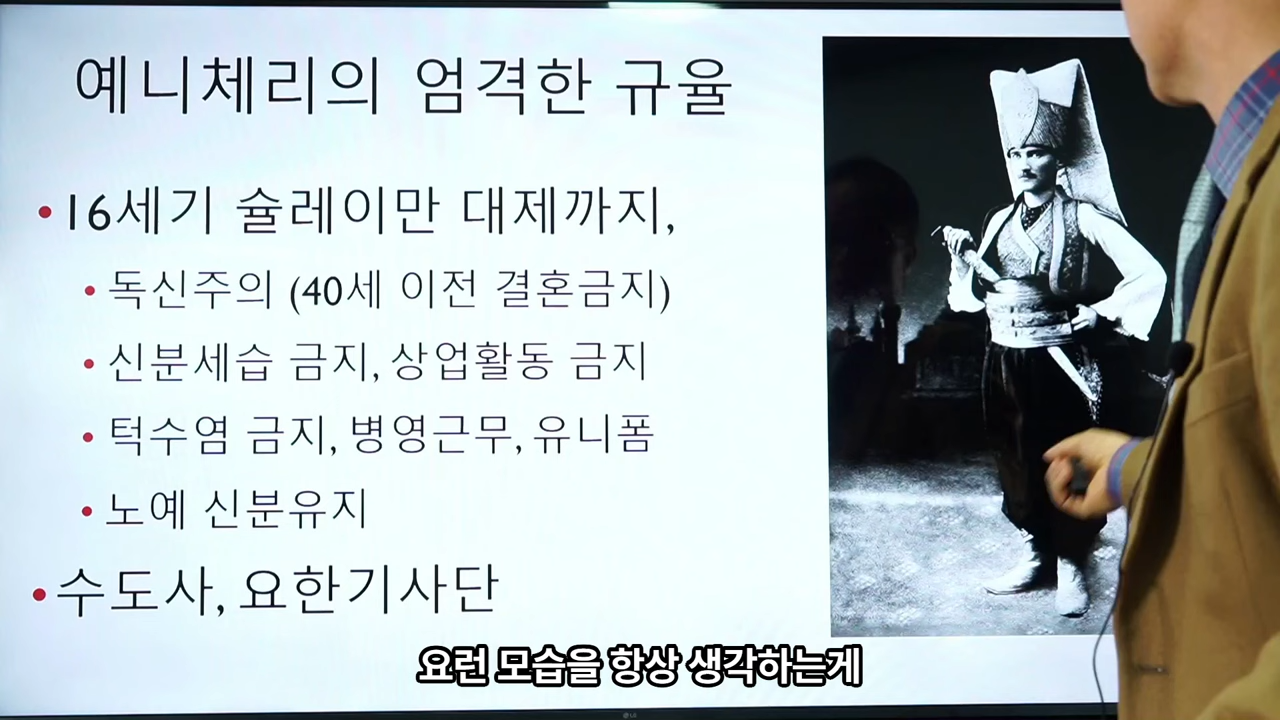 예니체리의 엄격한 규율
• 16세기 슐레이만 대제까지,
• 독신주의 (40세 이전 결혼금지)
• 신분세습 금지, 상업활동 금지
• 턱수염 금지, 병영근무, 유니폼
• 노예 신분유지
• 수도사, 요한기사단
요런 모습을 항상 생각하는게
LG